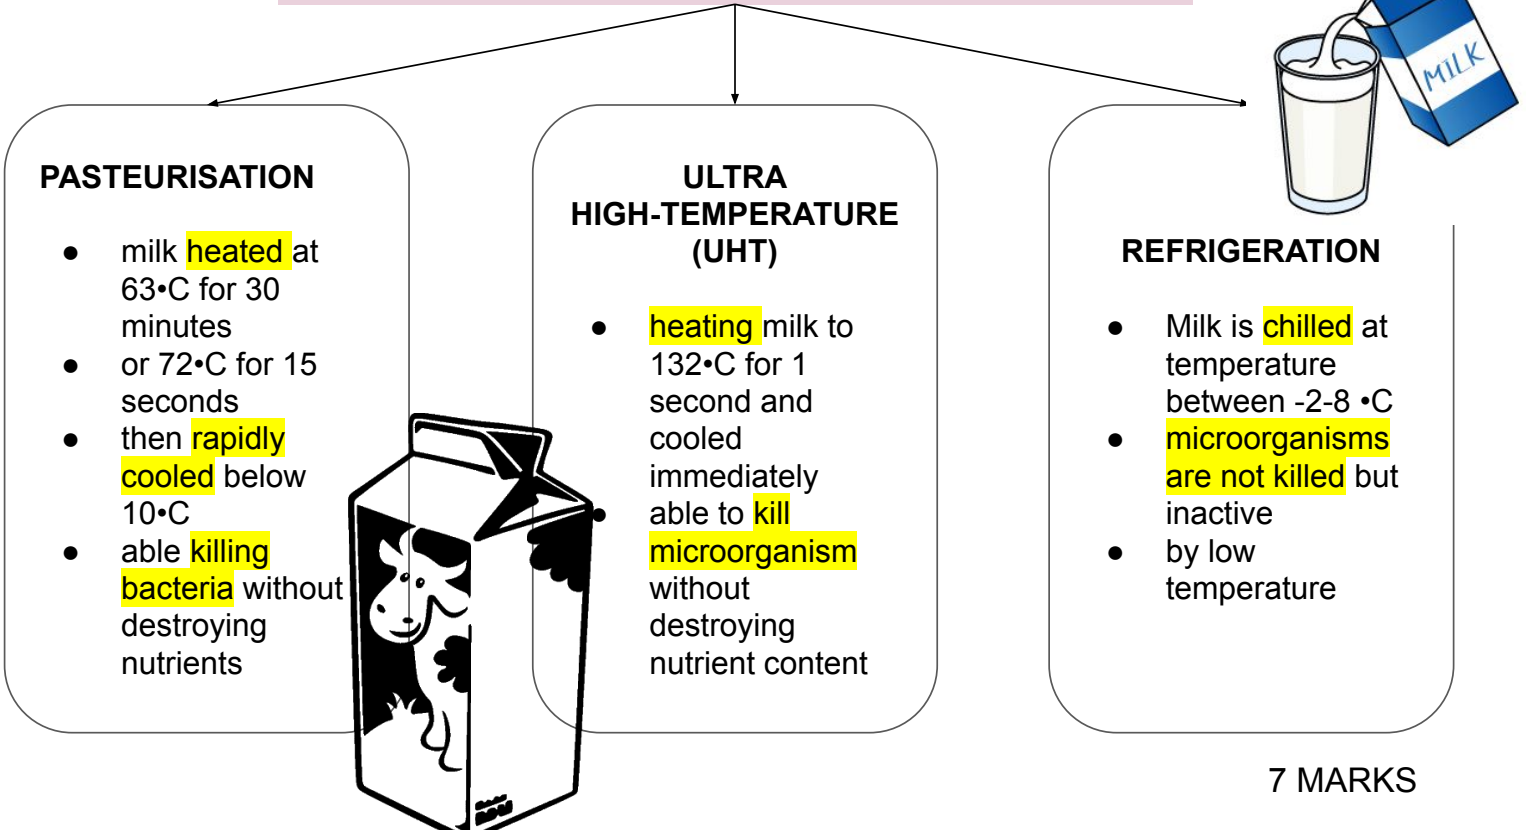 MILK
PASTEURISATION
● milk heated at
63•C for 30
minutes
● or 72•C for 15
seconds
● then rapidly
cooled below
10•C
● able killing
bacteria without
destroying
nutrients
ULTRA
HIGH-TEMPERATURE
(UHT)
● heating milk to
132•C for 1
second and
cooled
immediately
● able to kill
microorganism
without
destroying
nutrient content
REFRIGERATION
● Milk is chilled at
temperature
between -2-8 •C
● microorganisms
are not killed but
inactive
● by low
temperature
7 MARKS